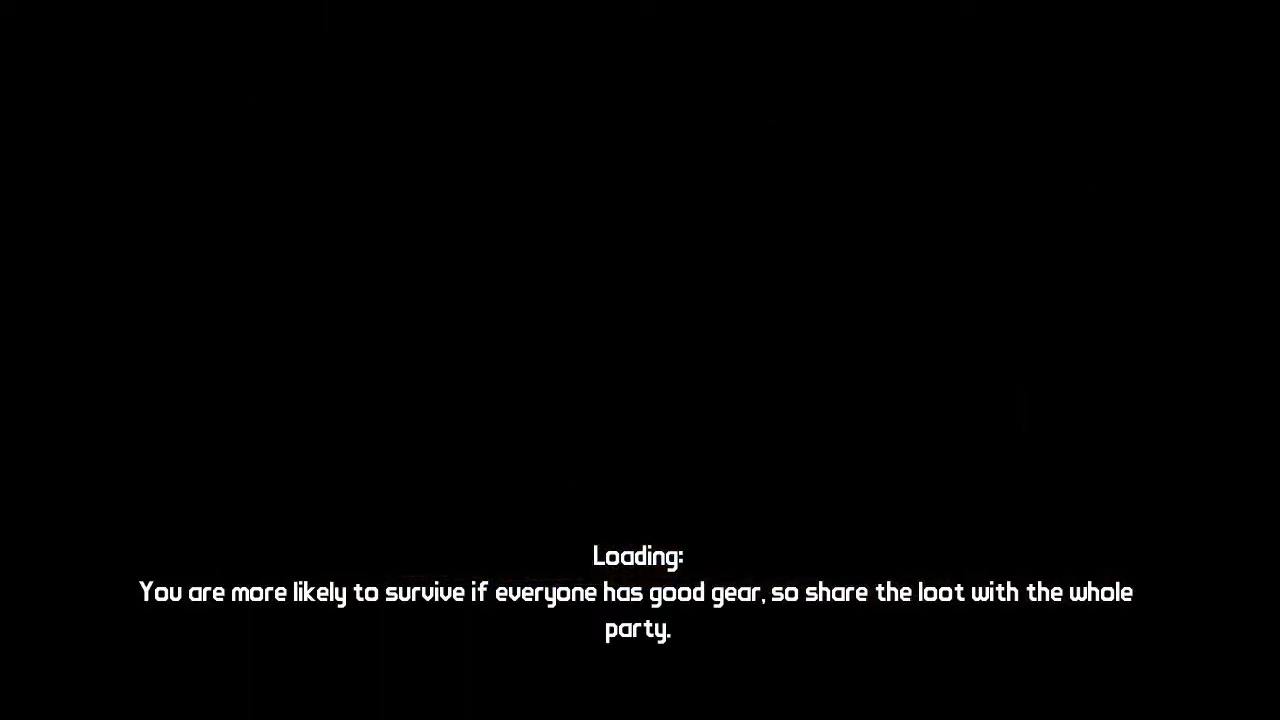 Loading:
You are more likely to survive if everyone has good gear, so share the loot with the whole
party.